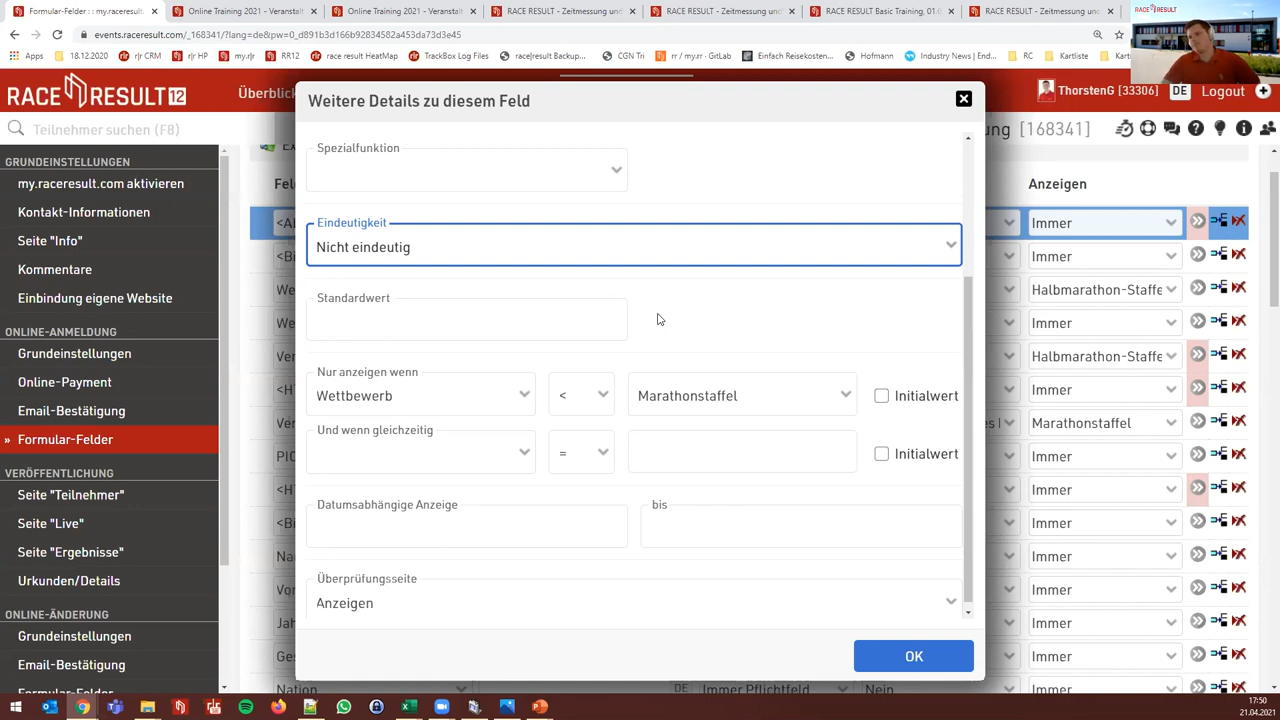 Formular-Felder : : my.raceresult.
Online Training 2021 - Veranstalt
Online Training 2021 - Veranstalt
RACE RESULT - Zeitmessung und
RACE RESULT - Zeitmessung und
RACE RESULT Basic Training, 01.0
RACE RESULT - Zeitmessung und
events.raceresult.com/_168341/?lang=de&pw=0_d891b3d166b92834582a453da73d2f4f
Apps 18.12.2020 r|r CRM r|r HP my.r|r RR12 race result HeatMap TrackBox Log Files race|result Backup... CGN Tri rr / my.rr · GitLab Einfach Reisekosten... Hofmann Industry News | End... RC Kartliste
RACE RESULT 12
Überblick
ThorstenG [33306] DE Logout
Teilnehmer suchen (F8)
[168341]
GRUNDEINSTELLUNGEN
my.raceresult.com aktivieren
Kontakt-Informationen
Seite "Info"
Kommentare
Einbindung eigene Website
ONLINE-ANMELDUNG
Grundeinstellungen
Online-Payment
Email-Bestätigung
» Formular-Felder
VERÖFFENTLICHUNG
Seite "Teilnehmer"
Seite "Live"
Seite "Ergebnisse"
Urkunden/Details
ONLINE-ÄNDERUNG
Grundeinstellungen
Email-Bestätigung
Formular-Felder
Weitere Details zu diesem Feld
Spezialfunktion
Eindeutigkeit
Nicht eindeutig
Standardwert
Nur anzeigen wenn
Wettbewerb < Marathonstaffel Initialwert
Und wenn gleichzeitig
= Initialwert
Datumsabhängige Anzeige bis
Überprüfungsseite
Anzeigen
OK
Anzeigen
Immer
Immer
Halbmarathon-Staffe
Immer
Halbmarathon-Staffe
Immer
Marathonstaffel
Immer
Immer
Immer
Immer
Immer
Immer
Immer
Nation DE Immer Pflichtfeld Nein Immer
17:50
21.04.2021